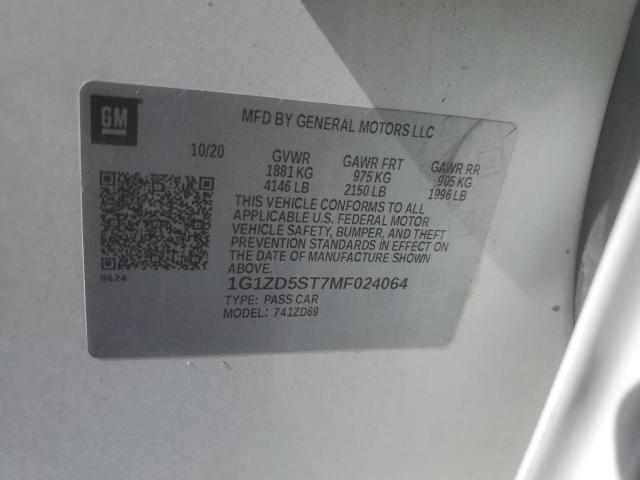 GM
MFD BY GENERAL MOTORS LLC
10/20 GVWR GAWR FRT GAWR RR
1881 KG 975 KG 905 KG
4146 LB 2150 LB 1996 LB
THIS VEHICLE CONFORMS TO ALL
APPLICABLE U.S. FEDERAL MOTOR
VEHICLE SAFETY, BUMPER, AND THEFT
PREVENTION STANDARDS IN EFFECT ON
THE DATE OF MANUFACTURE SHOWN
ABOVE.
9624
1G1ZD5ST7MF024064
TYPE: PASS CAR
MODEL: 741ZD69